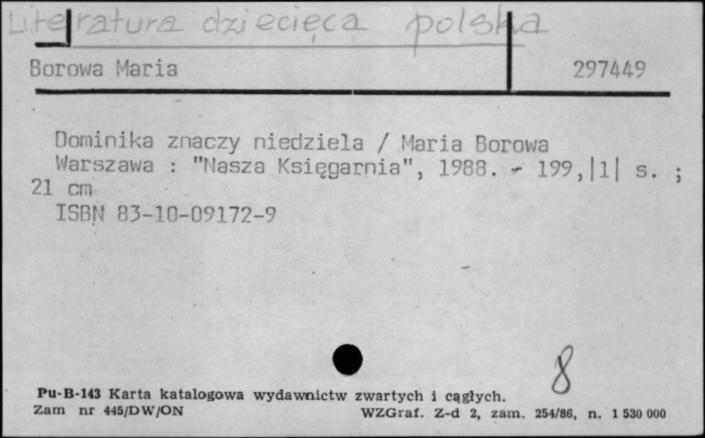 Literatura dziecięca polska
Borowa Maria 297449
Dominika znaczy niedziela / Maria Borowa
Warszawa : "Nasza Księgarnia", 1988. - 199,|1| s. ;
21 cm
ISBN 83-10-09172-9
8
Pu-B-143 Karta katalogowa wydawnictw zwartych i cągłych.
Zam nr 445/DW/ON WZGraf. Z-d 2, zam. 254/86, n. 1 530 000